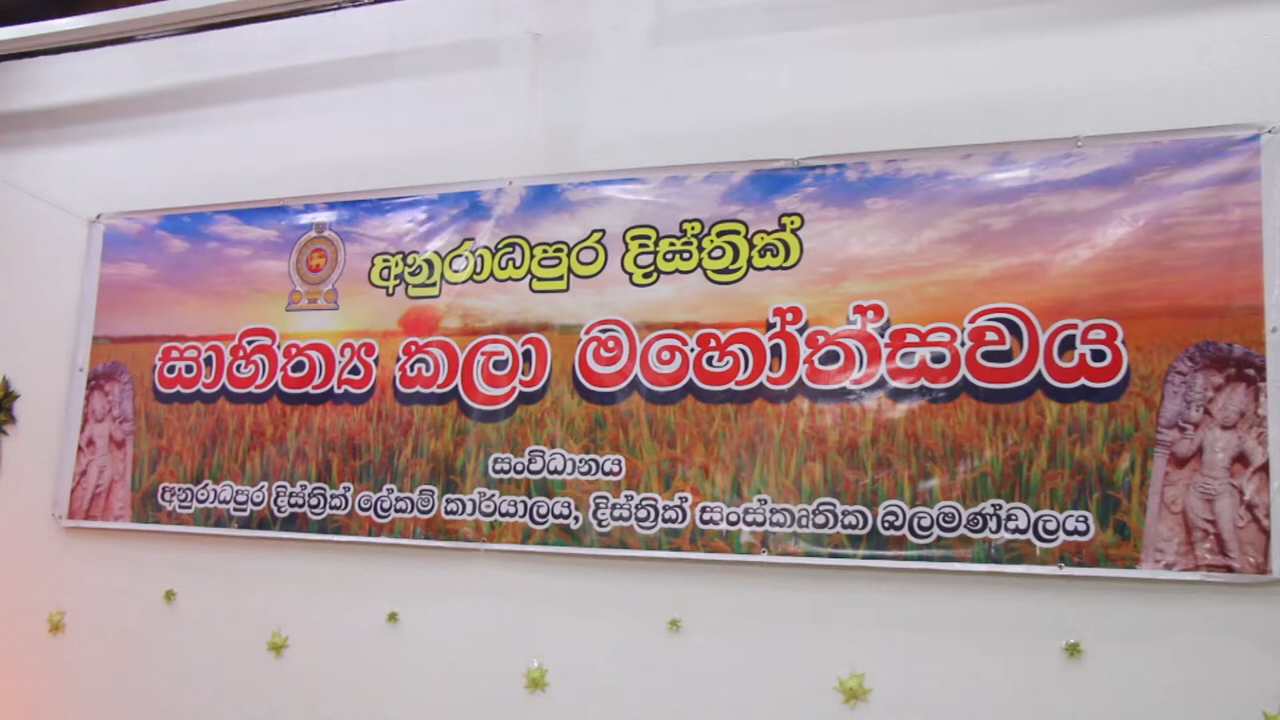 අනුරාධපුර දිස්ත්‍රික්
සාහිත්‍ය කලා මහෝත්සවය
සංවිධානය
අනුරාධපුර දිස්ත්‍රික් ලේකම් කාර්යාලය, දිස්ත්‍රික් සංස්කෘතික බලමණ්ඩලය